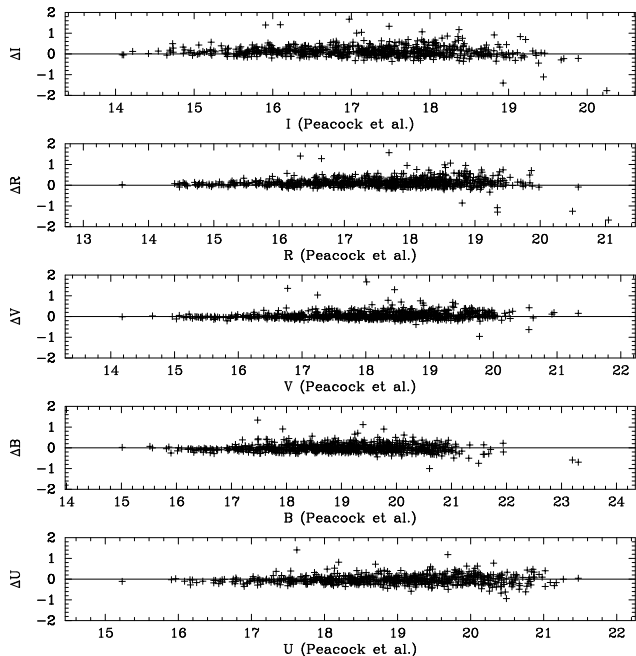 2
1
0
−1
−2
ΔI
14 15 16 17 18 19 20
I (Peacock et al.)
2
1
0
−1
−2
ΔR
13 14 15 16 17 18 19 20 21
R (Peacock et al.)
2
1
0
−1
−2
ΔV
14 15 16 17 18 19 20 21 22
V (Peacock et al.)
2
1
0
−1
−2
ΔB
14 15 16 17 18 19 20 21 22 23 24
B (Peacock et al.)
2
1
0
−1
−2
ΔU
15 16 17 18 19 20 21 22
U (Peacock et al.)